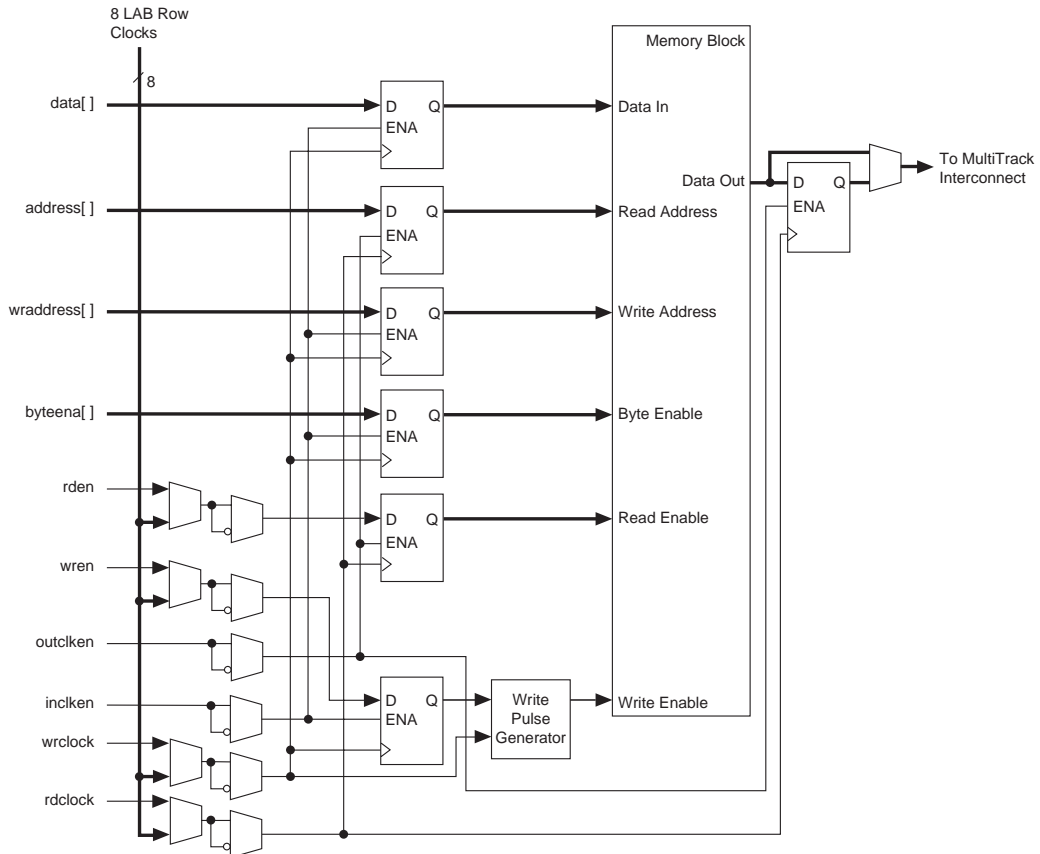 8 LAB Row
Clocks
8
Memory Block
data[ ]
D Q
ENA
Data In
To MultiTrack
Interconnect
Data Out
D Q
ENA
address[ ]
D Q
ENA
Read Address
wraddress[ ]
D Q
ENA
Write Address
byteena[ ]
D Q
ENA
Byte Enable
rden
D Q
ENA
Read Enable
wren
outclken
inclken
D Q
ENA
Write
Pulse
Generator
Write Enable
wrclock
rdclock